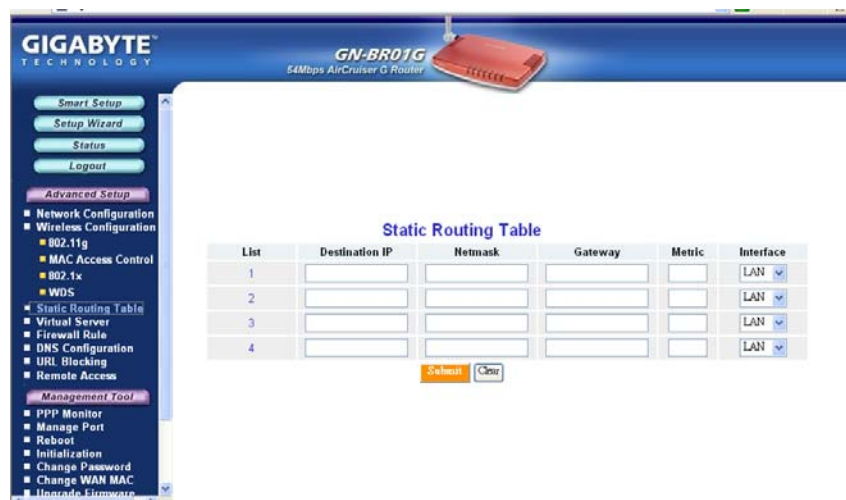 GIGABYTE™
TECHNOLOGY
GN-BR01G
54Mbps AirCruiser G Router
Smart Setup
Setup Wizard
Status
Logout
Advanced Setup
Network Configuration
Wireless Configuration
802.11g
MAC Access Control
802.1x
WDS
Static Routing Table
Virtual Server
Firewall Rule
DNS Configuration
URL Blocking
Remote Access
Management Tool
PPP Monitor
Manage Port
Reboot
Initialization
Change Password
Change WAN MAC
Upgrade Firmware
Static Routing Table
List Destination IP Netmask Gateway Metric Interface
1 LAN
2 LAN
3 LAN
4 LAN
Submit Clear